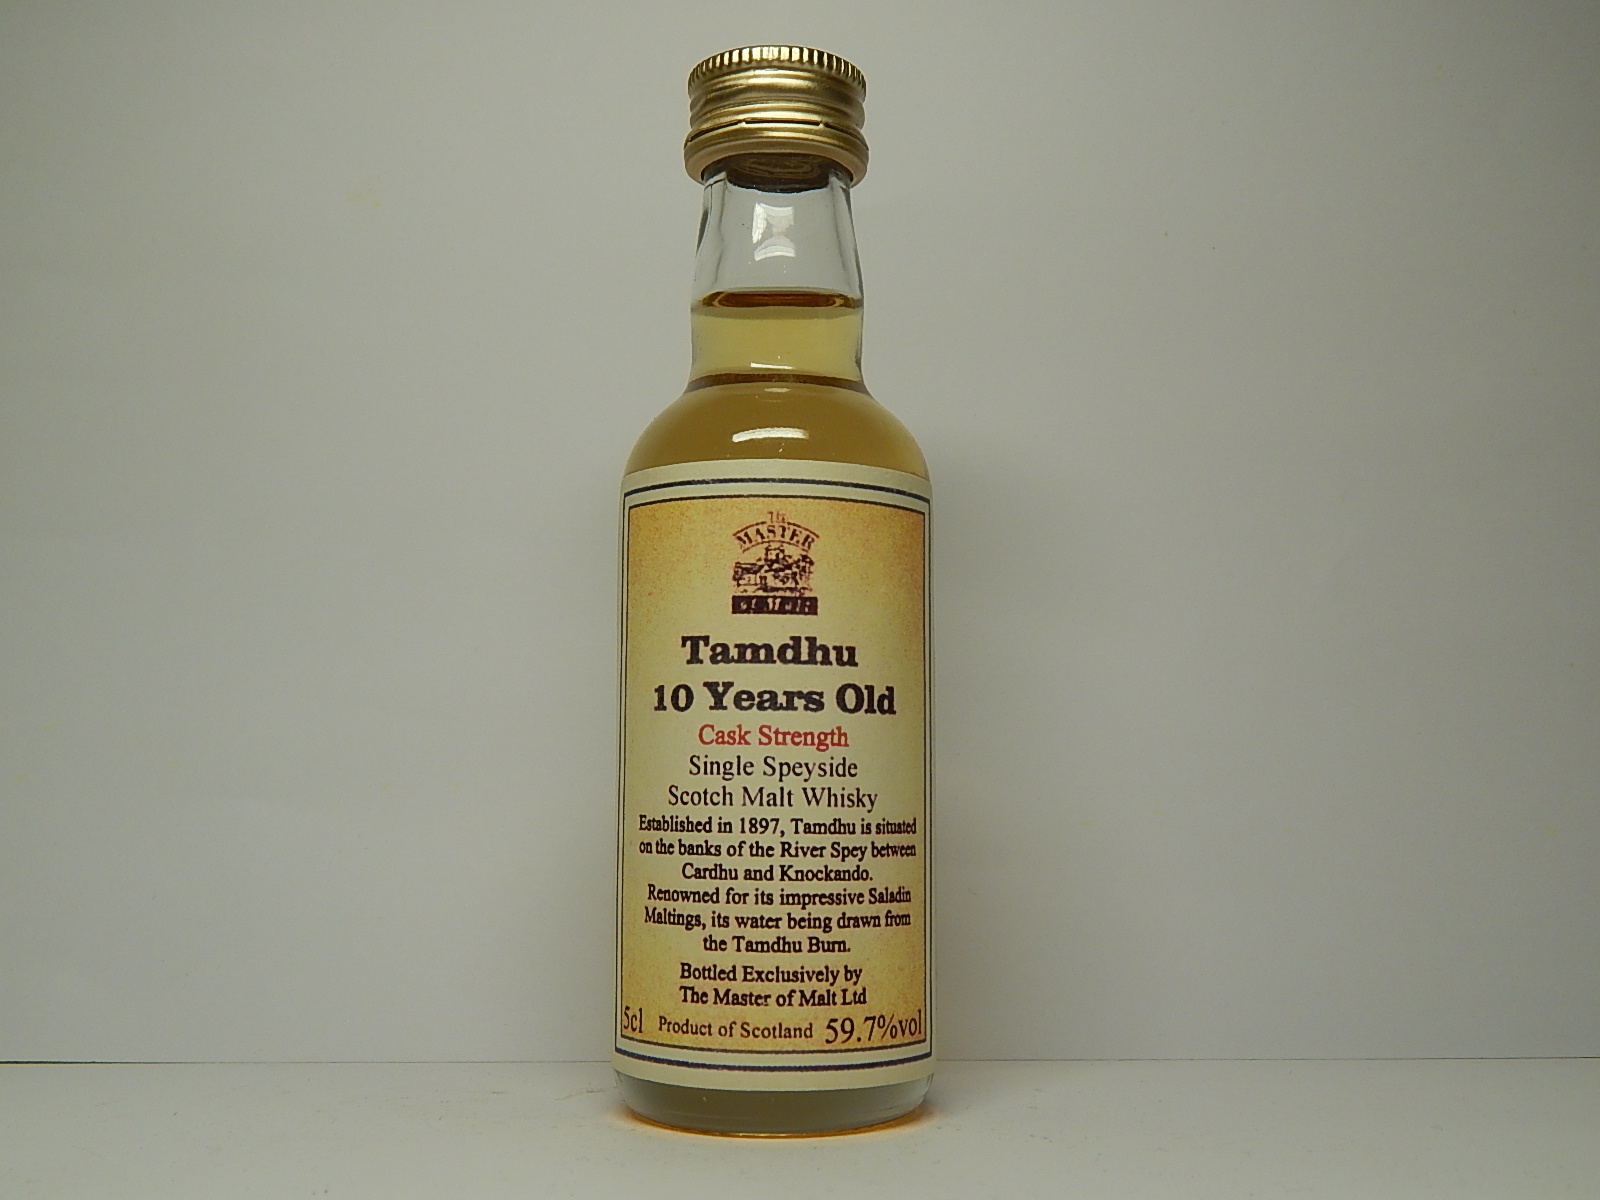 The
MASTER
of Malt
Tamdhu
10 Years Old
Cask Strength
Single Speyside
Scotch Malt Whisky
Established in 1897, Tamdhu is situated
on the banks of the River Spey between
Cardhu and Knockando.
Renowned for its impressive Saladin
Maltings, its water being drawn from
the Tamdhu Burn.
Bottled Exclusively by
The Master of Malt Ltd
5cl Product of Scotland 59.7%vol